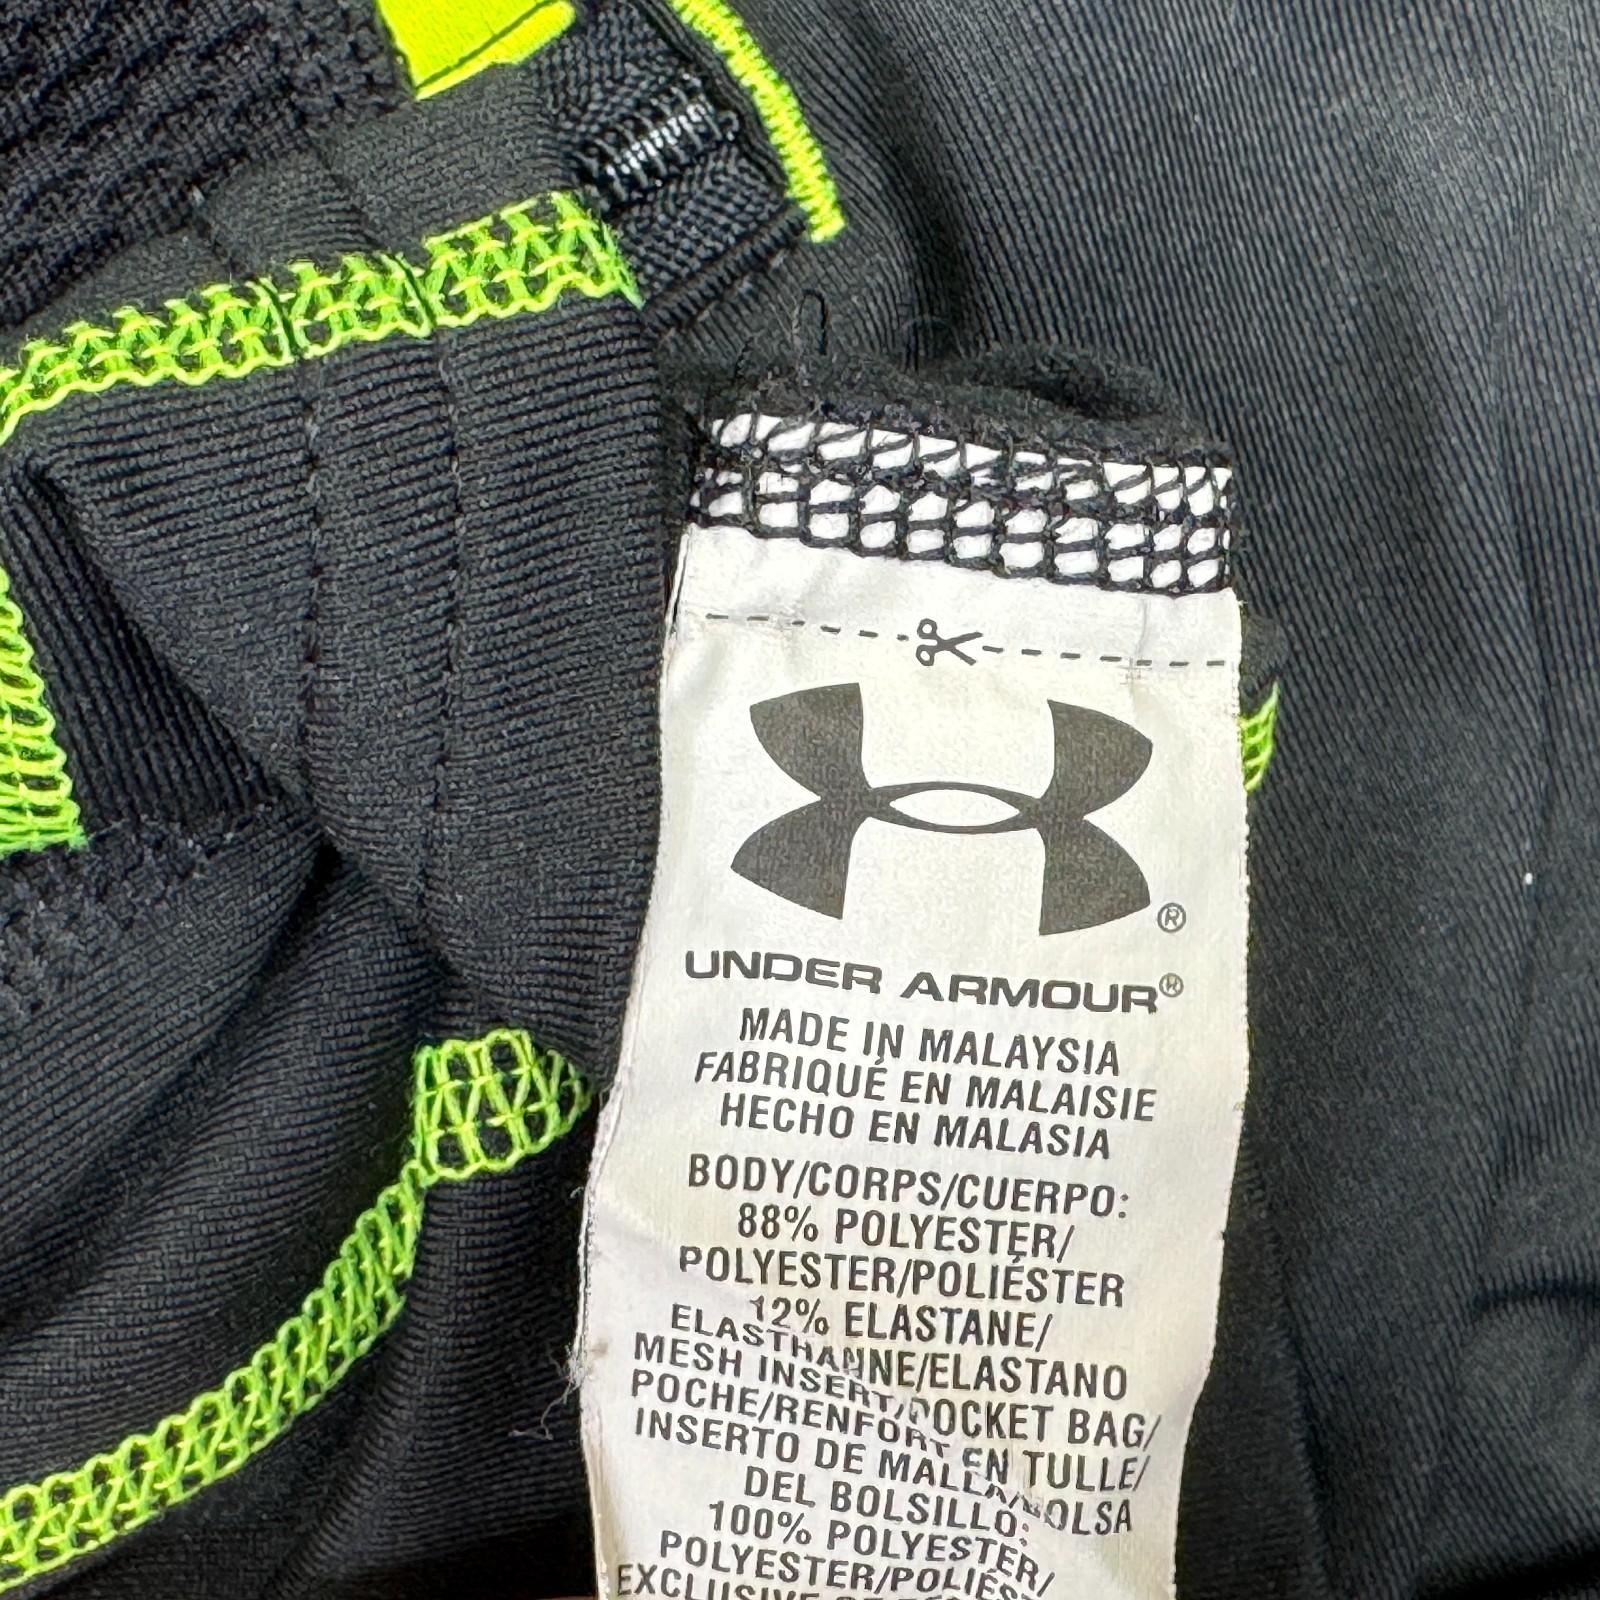 ®
UNDER ARMOUR®
MADE IN MALAYSIA
FABRIQUÉ EN MALAISIE
HECHO EN MALASIA
BODY/CORPS/CUERPO:
88% POLYESTER/
POLYESTER/POLIÉSTER
12% ELASTANE/
ELASTHANNE/ELASTANO
MESH INSERT/POCKET BAG/
POCHE/RENFORT EN TULLE/
INSERTO DE MALLA/BOLSA
DEL BOLSILLO:
100% POLYESTER/
POLYESTER/POLIÉST